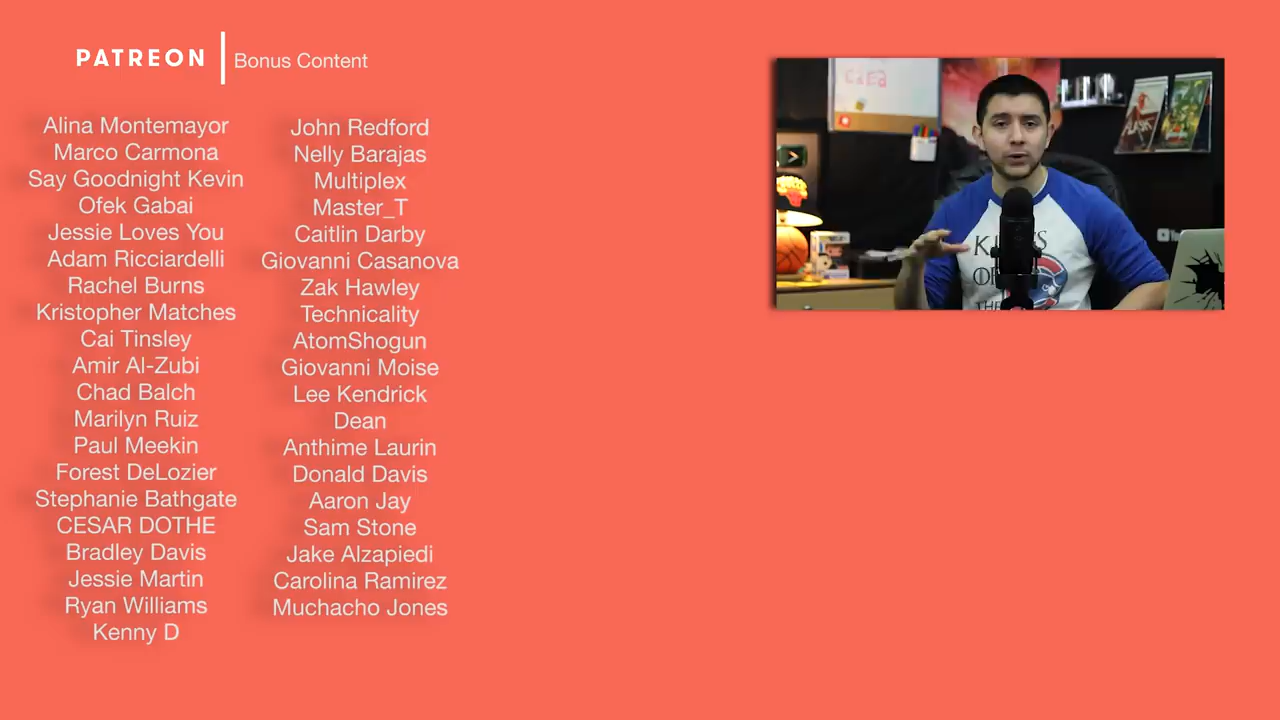 PATREON
Bonus Content
Alina Montemayor
Marco Carmona
Say Goodnight Kevin
Ofek Gabai
Jessie Loves You
Adam Ricciardelli
Rachel Burns
Kristopher Matches
Cai Tinsley
Amir Al-Zubi
Chad Balch
Marilyn Ruiz
Paul Meekin
Forest DeLozier
Stephanie Bathgate
CESAR DOTHE
Bradley Davis
Jessie Martin
Ryan Williams
Kenny D
John Redford
Nelly Barajas
Multiplex
Master_T
Caitlin Darby
Giovanni Casanova
Zak Hawley
Technicality
AtomShogun
Giovanni Moise
Lee Kendrick
Dean
Anthime Laurin
Donald Davis
Aaron Jay
Sam Stone
Jake Alzapiedi
Carolina Ramirez
Muchacho Jones
OF
THE